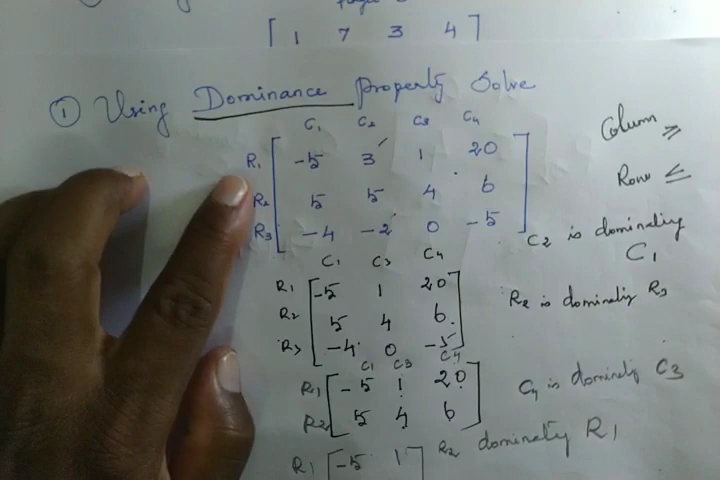 [ 1 7 3 4 ]
① Using Dominance property Solve
C1 C2 C3 C4
R1 [ -5 3 1 20 ]
R2 5 5 4 6
R3 -4 -2 0 -5
Column ≥
Row ≤
C2 is dominating C1
C1 C3 C4
R1 [ -5 1 20 ]
R2 5 4 6
R3 -4 0 -5
R2 is dominating R3
C1 C3 C4
R1 [ -5 1 20 ]
R2 5 4 6
C4 is dominating C3
R1 [ -5 1 ]
R2 dominating R1